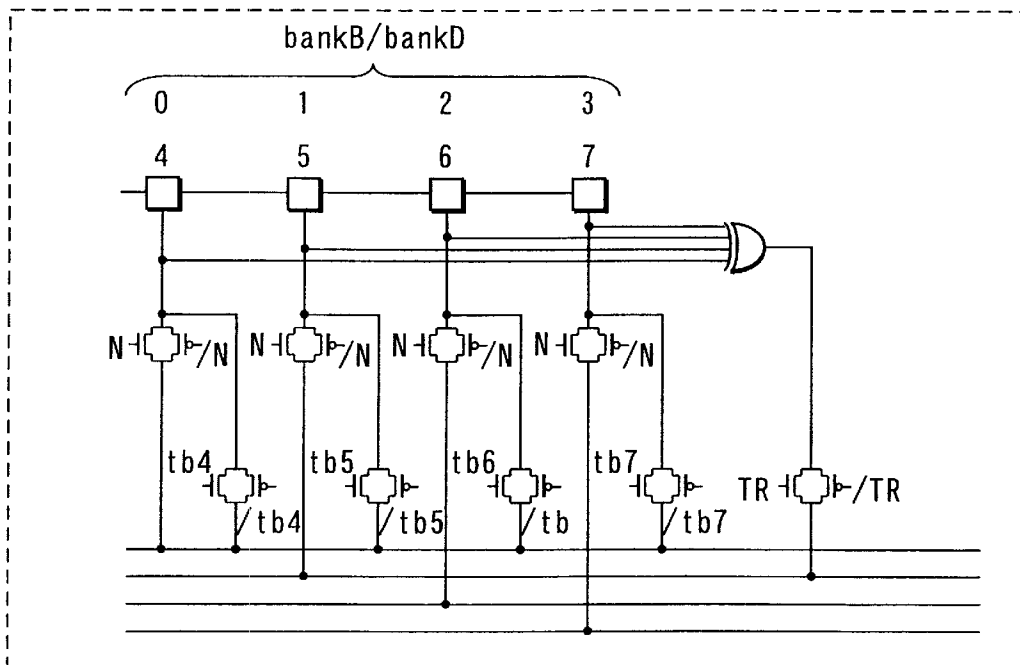 bankB/bankD
0 1 2 3
4 5 6 7
N /N N /N N /N N /N
tb4 tb5 tb6 tb7 TR /TR
/tb4 /tb5 /tb /tb7